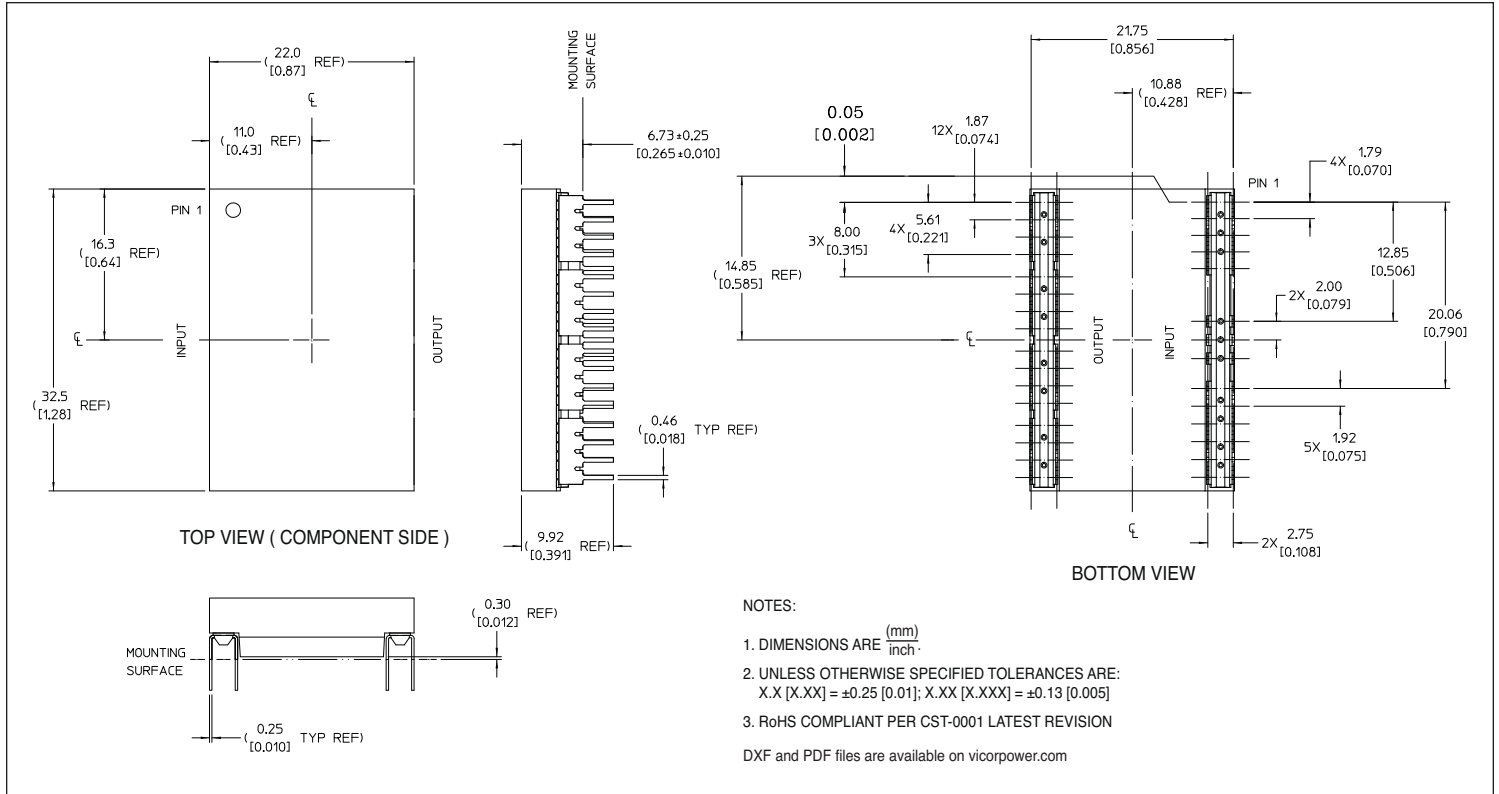 22.0
( REF)
[0.87]
℄
11.0
( REF)
[0.43]
PIN 1
16.3
( REF)
[0.64]
℄
INPUT
OUTPUT
32.5
( REF)
[1.28]
TOP VIEW ( COMPONENT SIDE )
MOUNTING
SURFACE
6.73±0.25
[0.265±0.010]
0.46
( TYP REF)
[0.018]
9.92
( REF)
[0.391]
21.75
[0.856]
10.88
( REF)
[0.428]
℄
0.05
[0.002]
12X 1.87
[0.074]
4X 1.79
[0.070]
PIN 1
4X 5.61
[0.221]
3X 8.00
[0.315]
14.85
( REF)
[0.585]
12.85
[0.506]
2X 2.00
[0.079]
20.06
[0.790]
℄
OUTPUT
INPUT
5X 1.92
[0.075]
℄
2X 2.75
[0.108]
BOTTOM VIEW
0.30
( REF)
[0.012]
MOUNTING
SURFACE
0.25
( TYP REF)
[0.010]
NOTES:
1. DIMENSIONS ARE (mm)
inch.
2. UNLESS OTHERWISE SPECIFIED TOLERANCES ARE:
X.X [X.XX] = ±0.25 [0.01]; X.XX [X.XXX] = ±0.13 [0.005]
3. RoHS COMPLIANT PER CST-0001 LATEST REVISION
DXF and PDF files are available on vicorpower.com